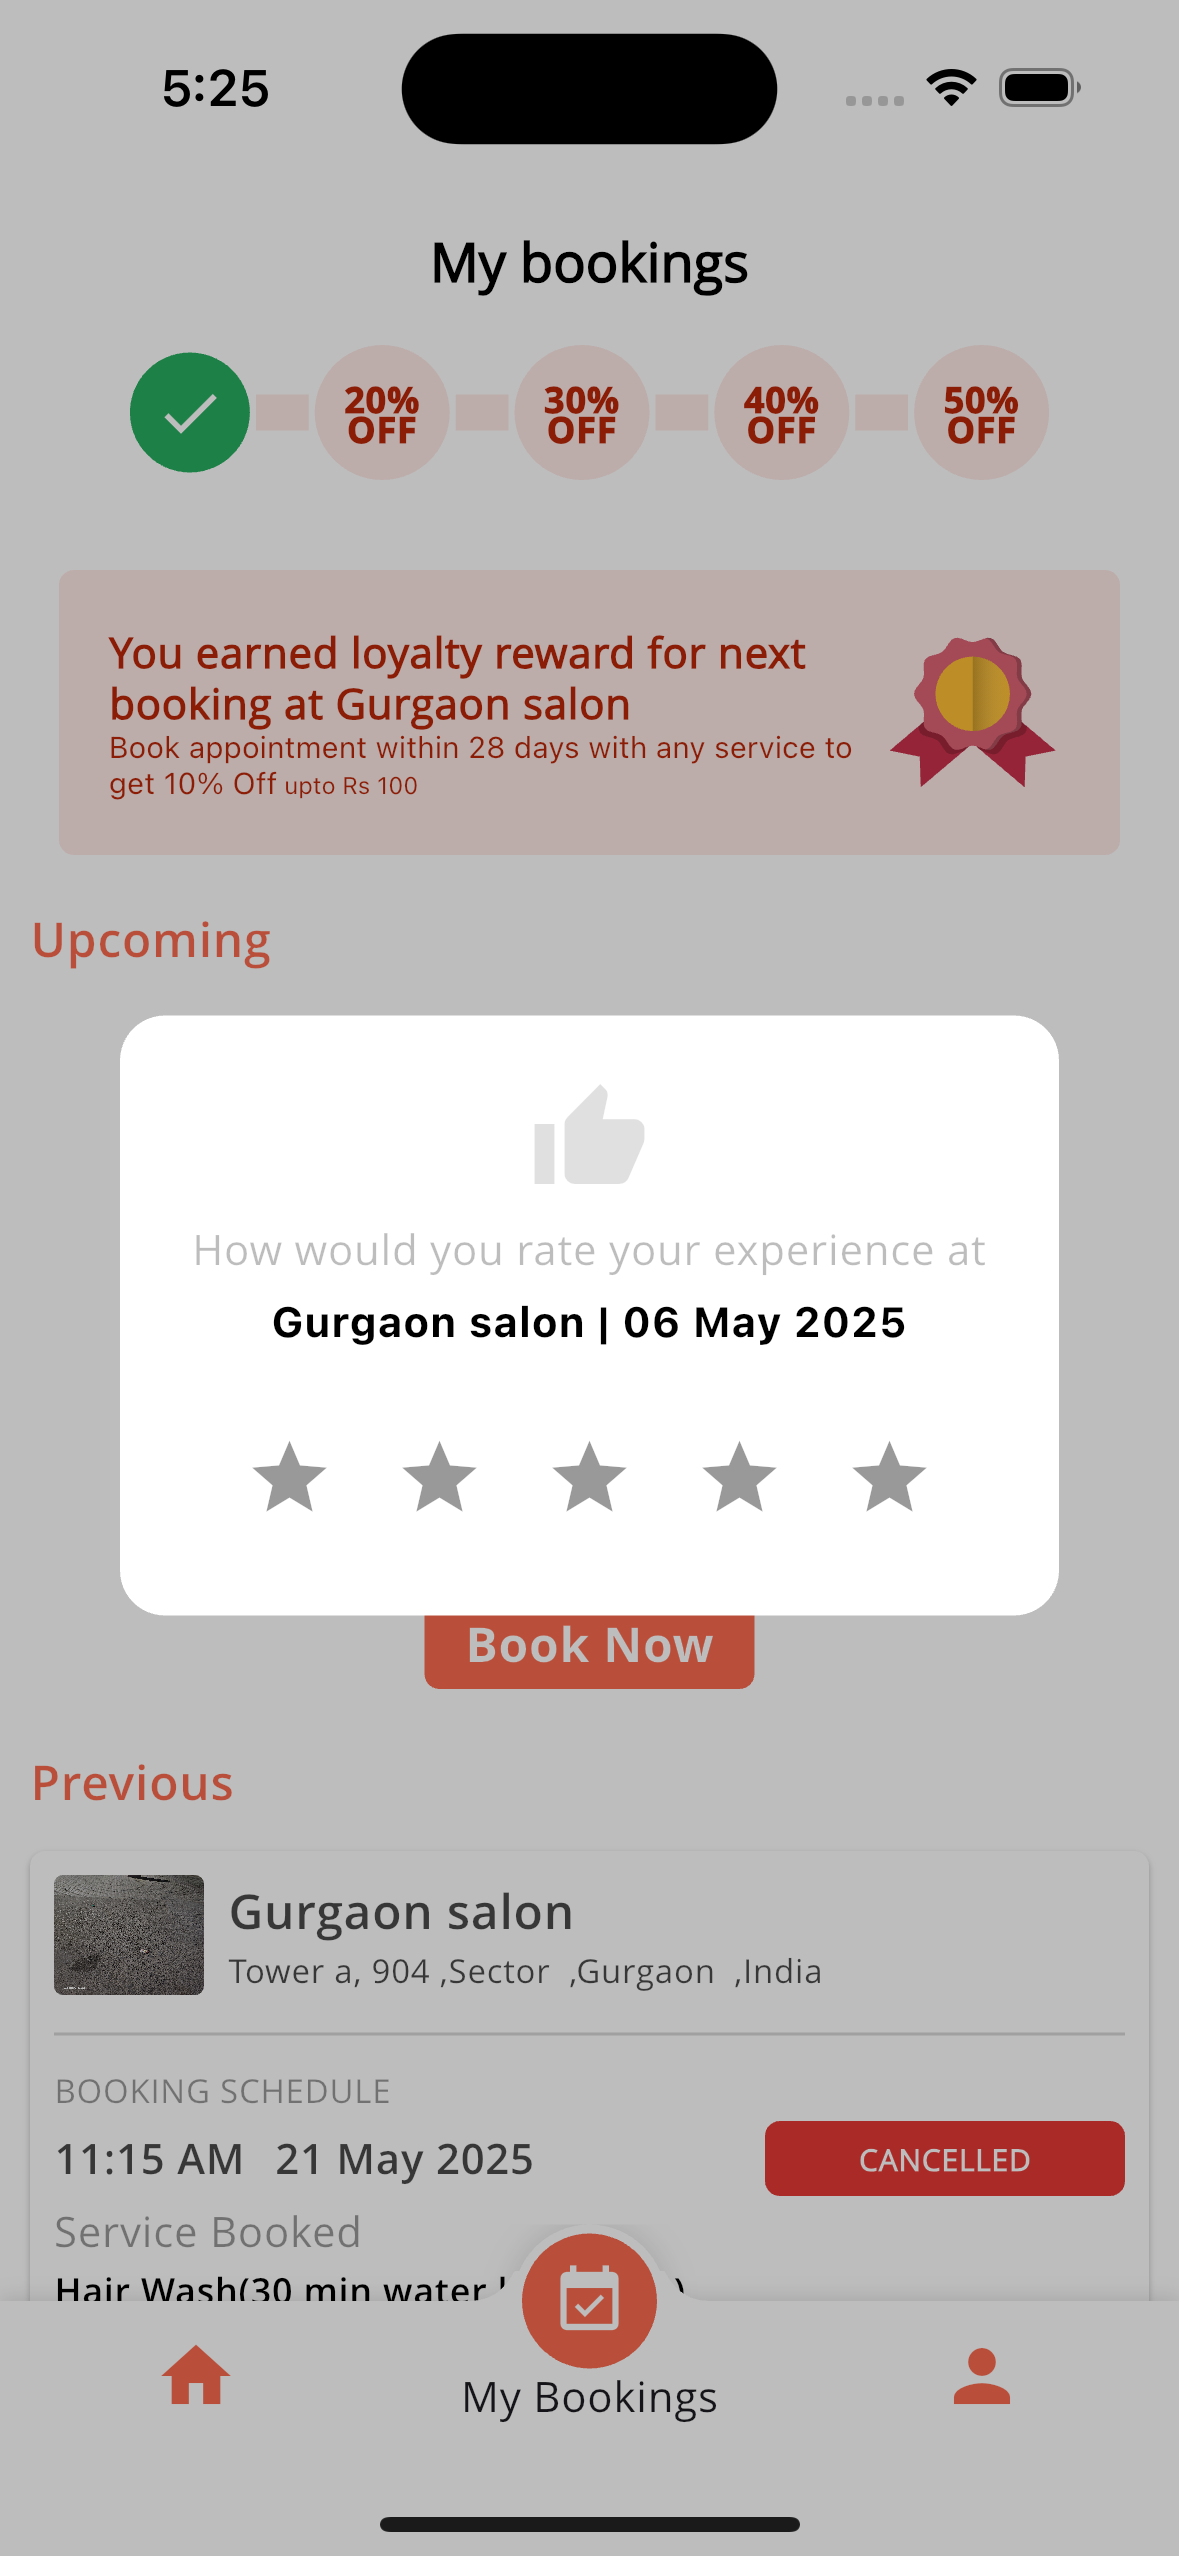 5:25
My bookings
20% OFF
30% OFF
40% OFF
50% OFF
You earned loyalty reward for next
booking at Gurgaon salon
Book appointment within 28 days with any service to
get 10% Off upto Rs 100
Upcoming
How would you rate your experience at
Gurgaon salon | 06 May 2025
Book Now
Previous
Gurgaon salon
Tower a, 904 ,Sector  ,Gurgaon  ,India
BOOKING SCHEDULE
11:15 AM  21 May 2025
CANCELLED
Service Booked
Hair Wash(30 min water
My Bookings